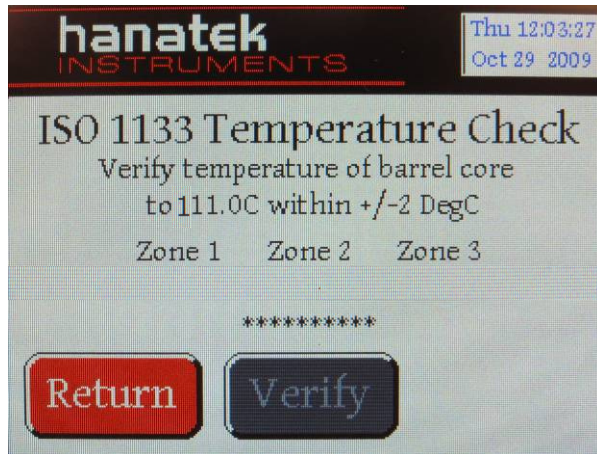 hanatek
INSTRUMENTS
Thu 12:03:27
Oct 29 2009
ISO 1133 Temperature Check
Verify temperature of barrel core
to 111.0C within +/-2 DegC
Zone 1 Zone 2 Zone 3
**********
Return Verify